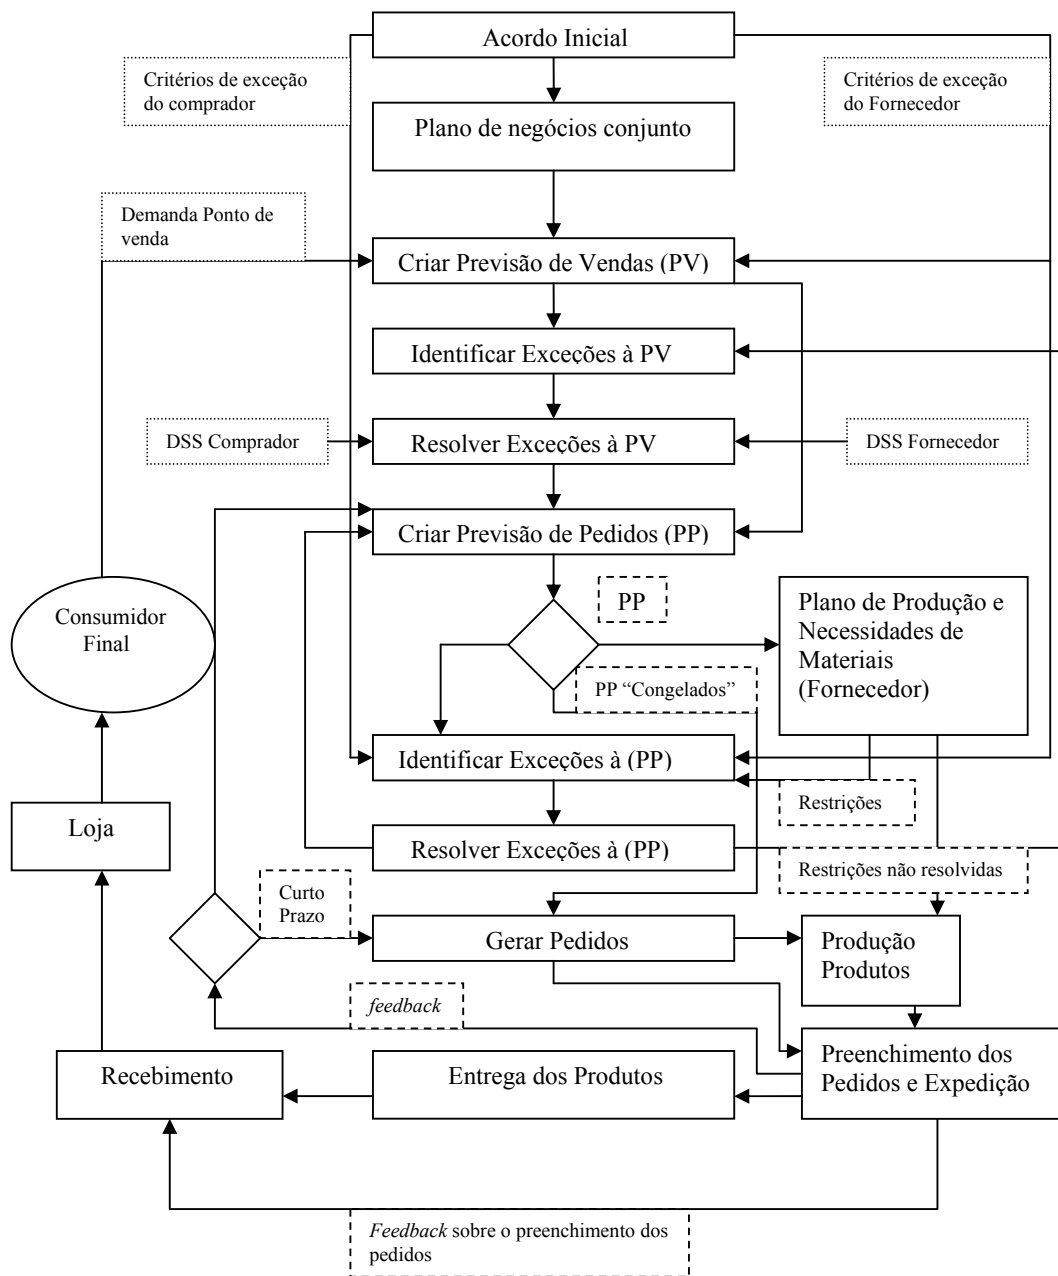 Acordo Inicial
Critérios de exceção
do comprador
Critérios de exceção
do Fornecedor
Plano de negócios conjunto
Demanda Ponto de
venda
Criar Previsão de Vendas (PV)
Identificar Exceções à PV
DSS Comprador
Resolver Exceções à PV
DSS Fornecedor
Criar Previsão de Pedidos (PP)
PP
Plano de Produção e
Necessidades de
Materiais
(Fornecedor)
Consumidor
Final
PP “Congelados”
Identificar Exceções à (PP)
Restrições
Loja
Resolver Exceções à (PP)
Restrições não resolvidas
Curto
Prazo
Gerar Pedidos
Produção
Produtos
feedback
Recebimento
Entrega dos Produtos
Preenchimento dos
Pedidos e Expedição
Feedback sobre o preenchimento dos
pedidos